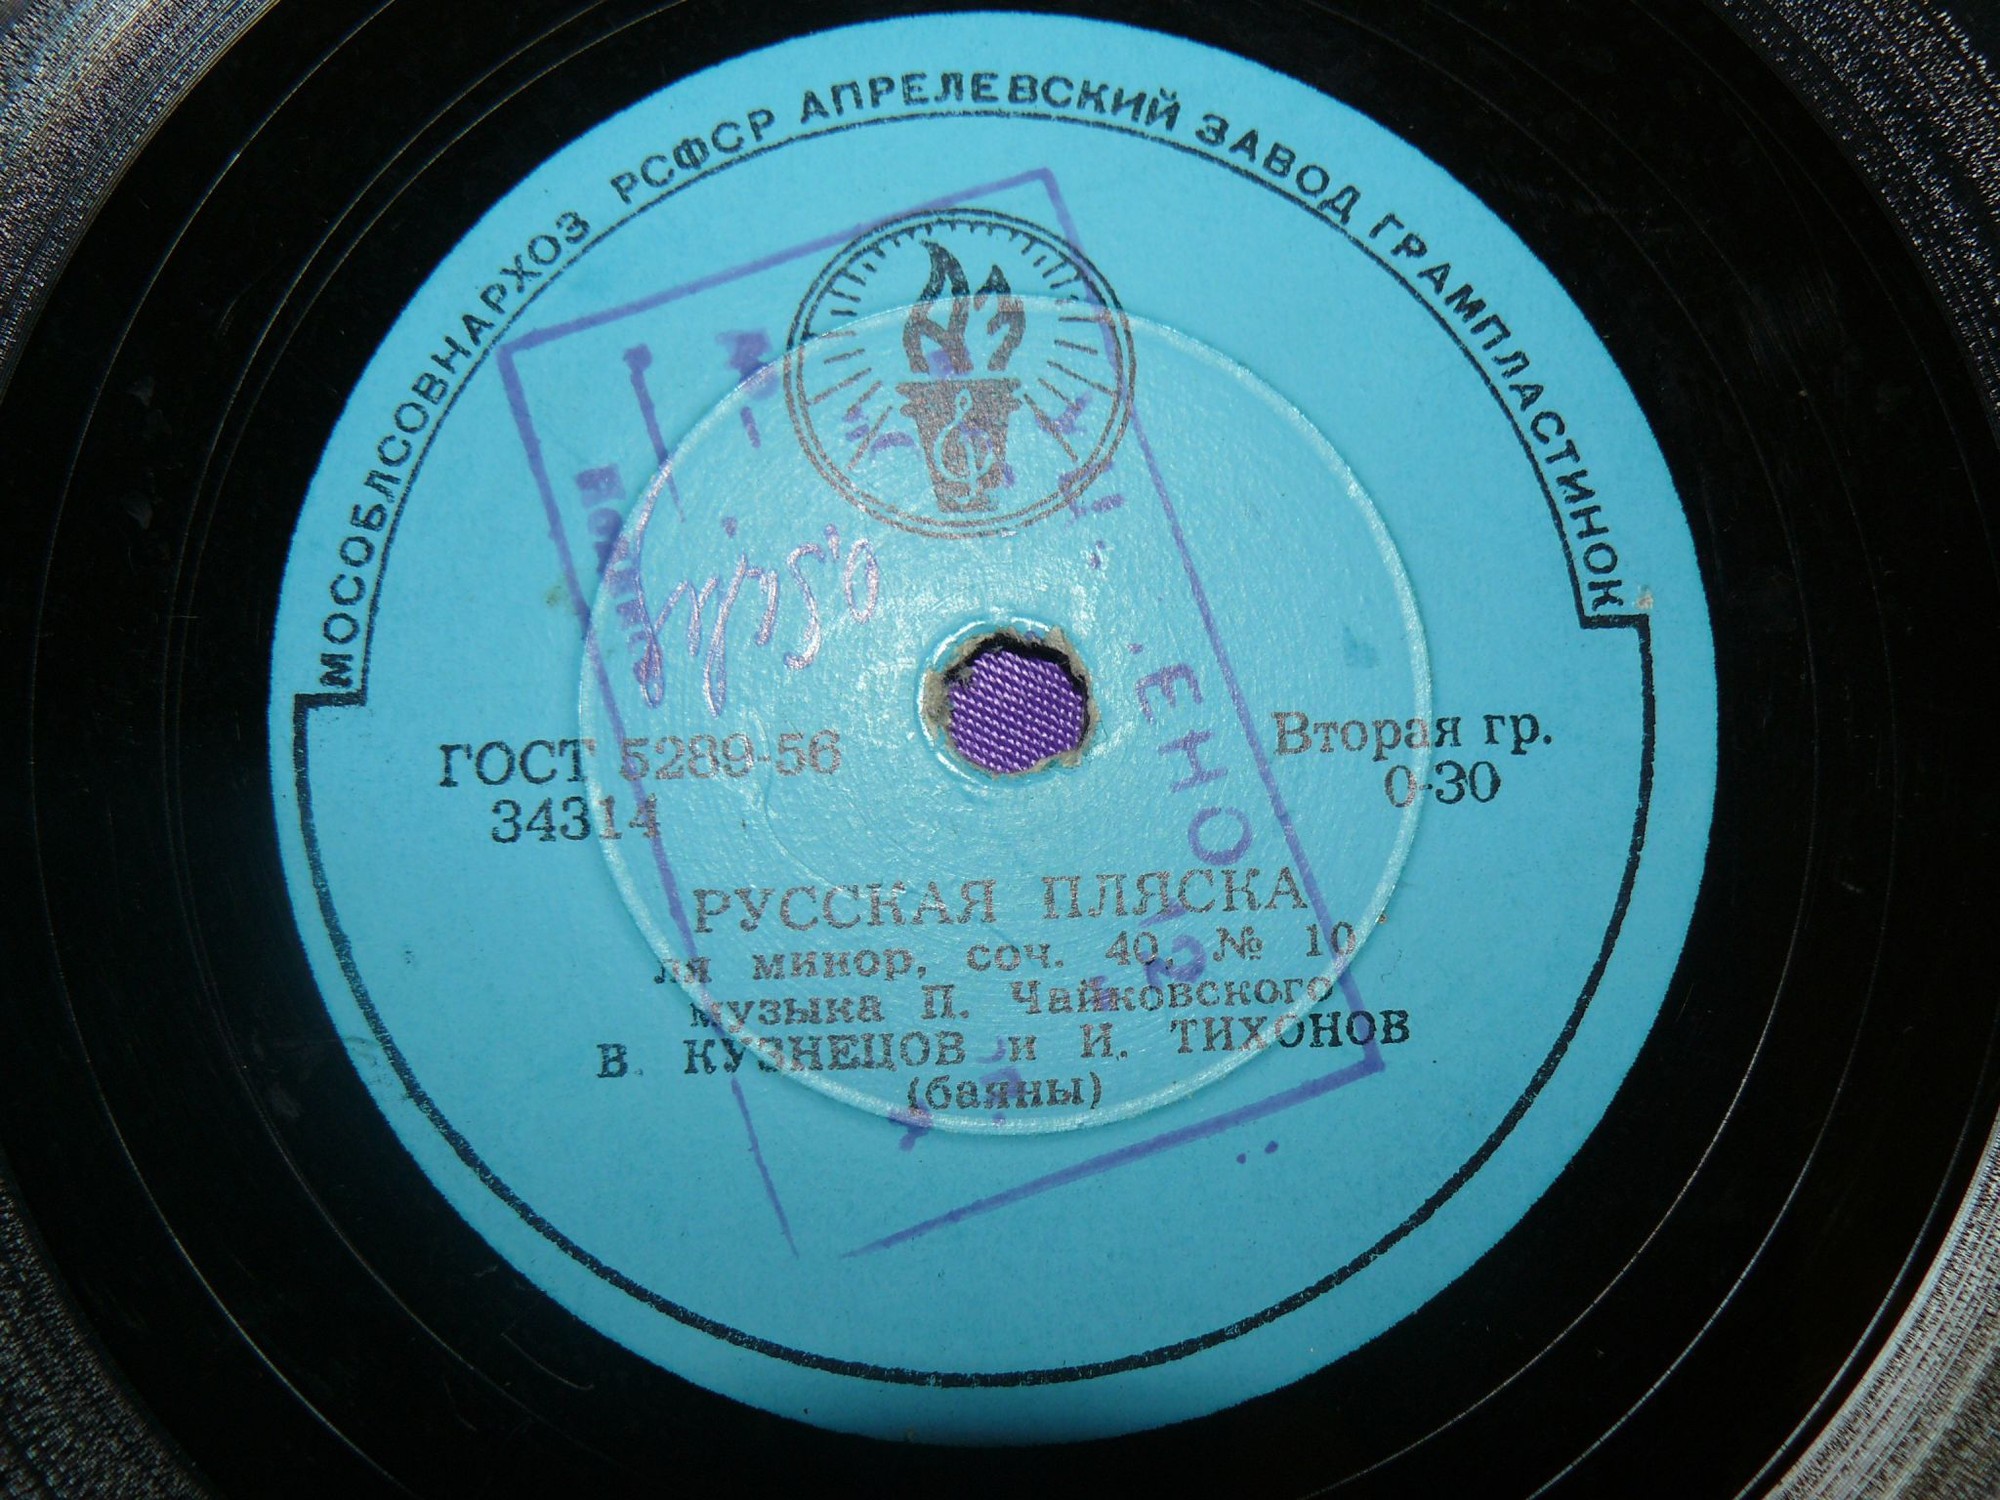 МОСОБЛСОВНАРХОЗ РСФСР АПРЕЛЕВСКИЙ ЗАВОД ГРАМПЛАСТИНОК
ГОСТ 5289-56
34314
Вторая гр.
0-30
РУССКАЯ ПЛЯСКА
ля минор, соч. 40, № 10
музыка П. Чайковского
В. КУЗНЕЦОВ и И. ТИХОНОВ
(баяны)